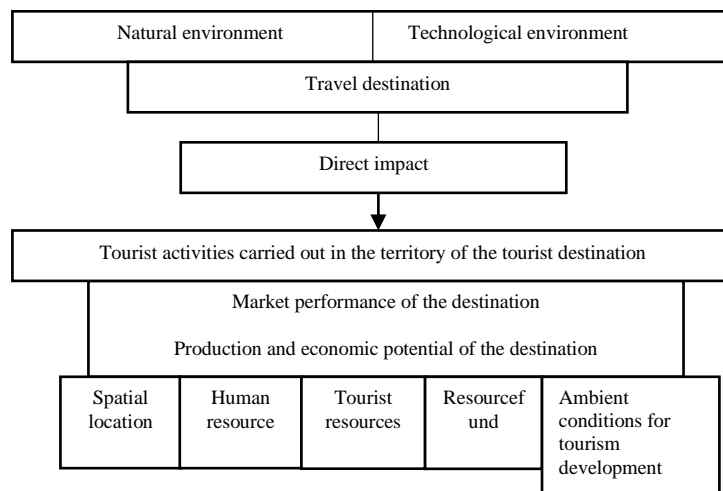 Natural environment
Technological environment
Travel destination
Direct impact
Tourist activities carried out in the territory of the tourist destination
Market performance of the destination
Production and economic potential of the destination
Spatial
location
Human
resource
Tourist
resources
Resourcef
und
Ambient
conditions for
tourism
development